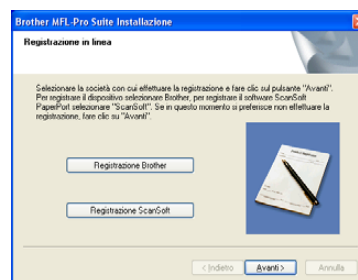 Brother MFL-Pro Suite Installazione
Registrazione in linea
Selezionare la società con cui effettuare la registrazione e fare clic sul pulsante "Avanti".
Per registrare il dispositivo selezionare Brother, per registrare il software ScanSoft
PaperPort selezionare "ScanSoft". Se in questo momento si preferisce non effettuare la
registrazione, fare clic su "Avanti".
Registrazione Brother
Registrazione ScanSoft
< Indietro
Avanti >
Annulla